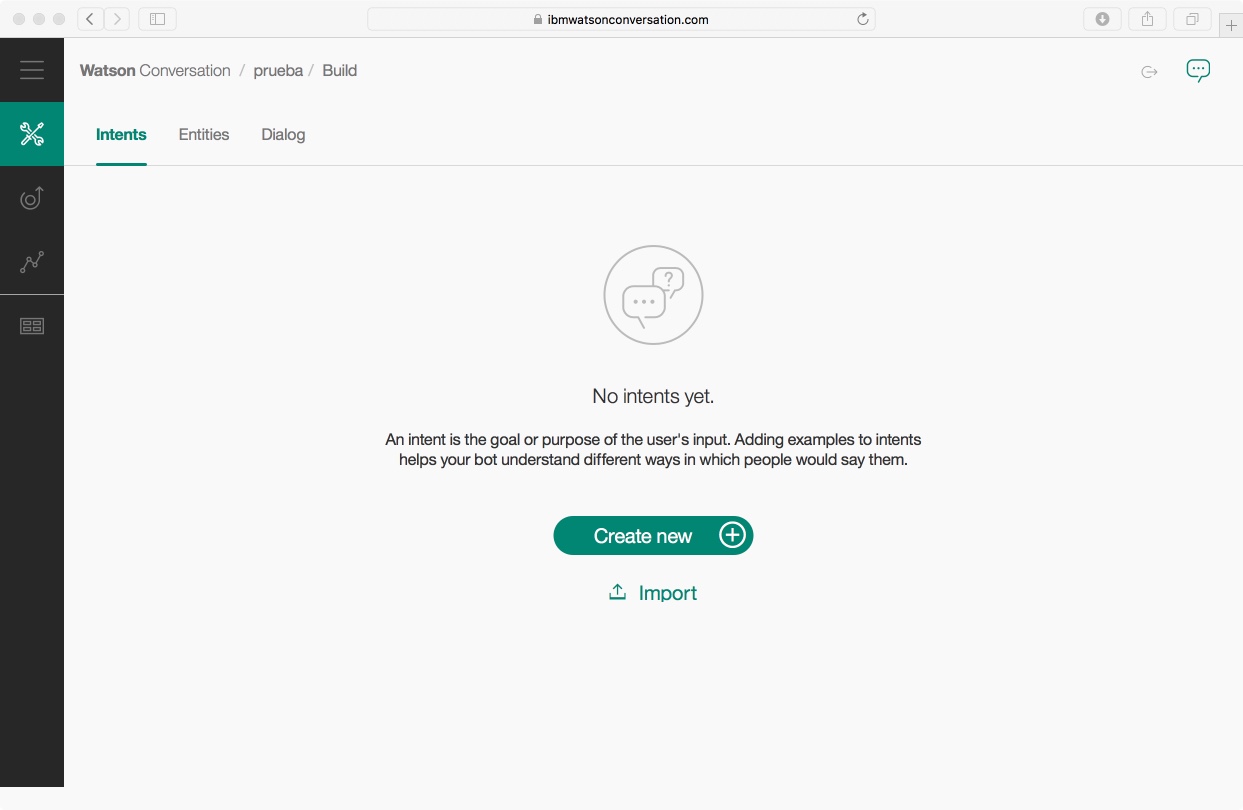 ibmwatsonconversation.com
Watson Conversation / prueba / Build
Intents Entities Dialog
?
No intents yet.
An intent is the goal or purpose of the user's input. Adding examples to intents
helps your bot understand different ways in which people would say them.
Create new
Import